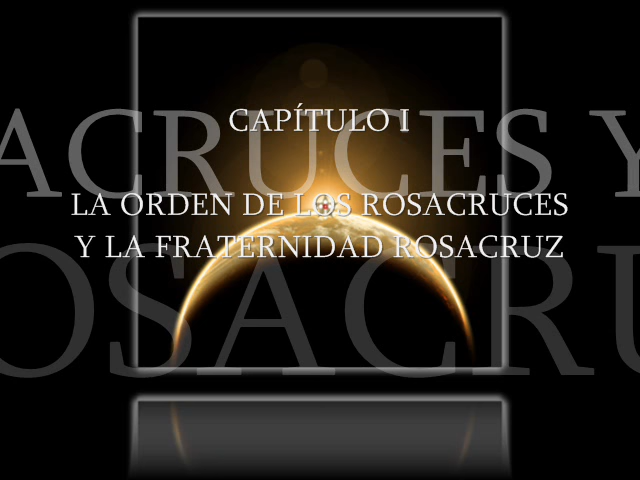 CAPÍTULO I
LA ORDEN DE LOS ROSACRUCES
Y LA FRATERNIDAD ROSACRUZ
ACRUCES Y
OSACRU